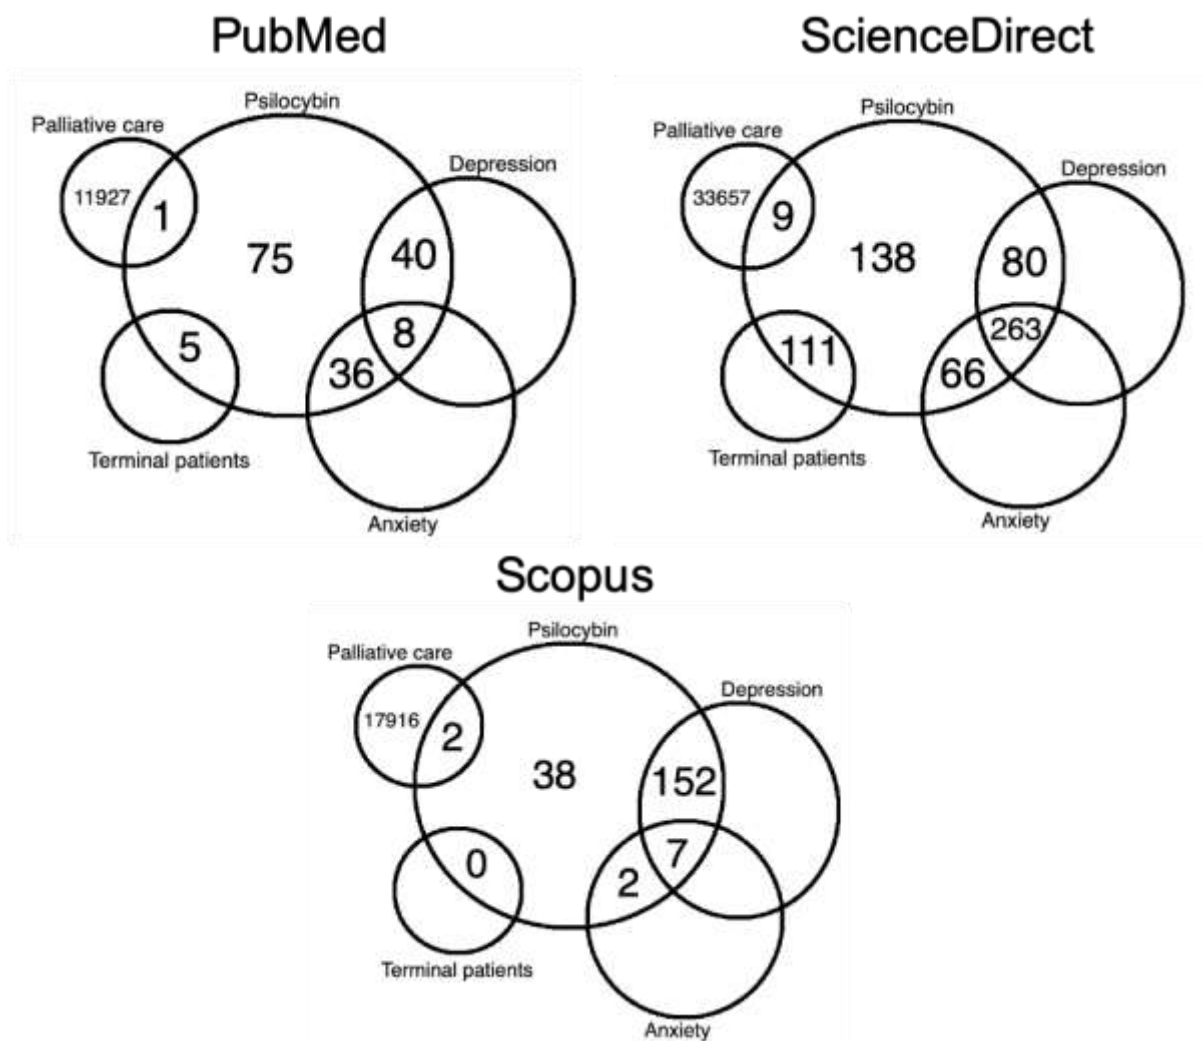 PubMed
Psilocybin
Palliative care
Depression
11927
1
75
40
5
8
36
Terminal patients
Anxiety
ScienceDirect
Psilocybin
Palliative care
Depression
33657
9
138
80
111
263
66
Terminal patients
Anxiety
Scopus
Psilocybin
Palliative care
Depression
17916
2
38
152
0
7
2
Terminal patients
Anxiety